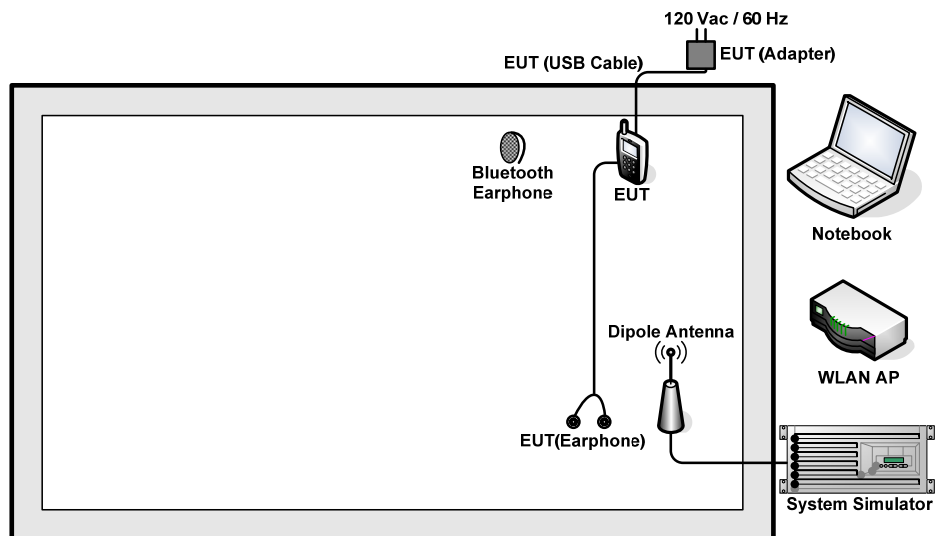 120 Vac / 60 Hz
EUT (USB Cable)
EUT (Adapter)
Bluetooth
Earphone
EUT
Notebook
Dipole Antenna
WLAN AP
EUT(Earphone)
System Simulator